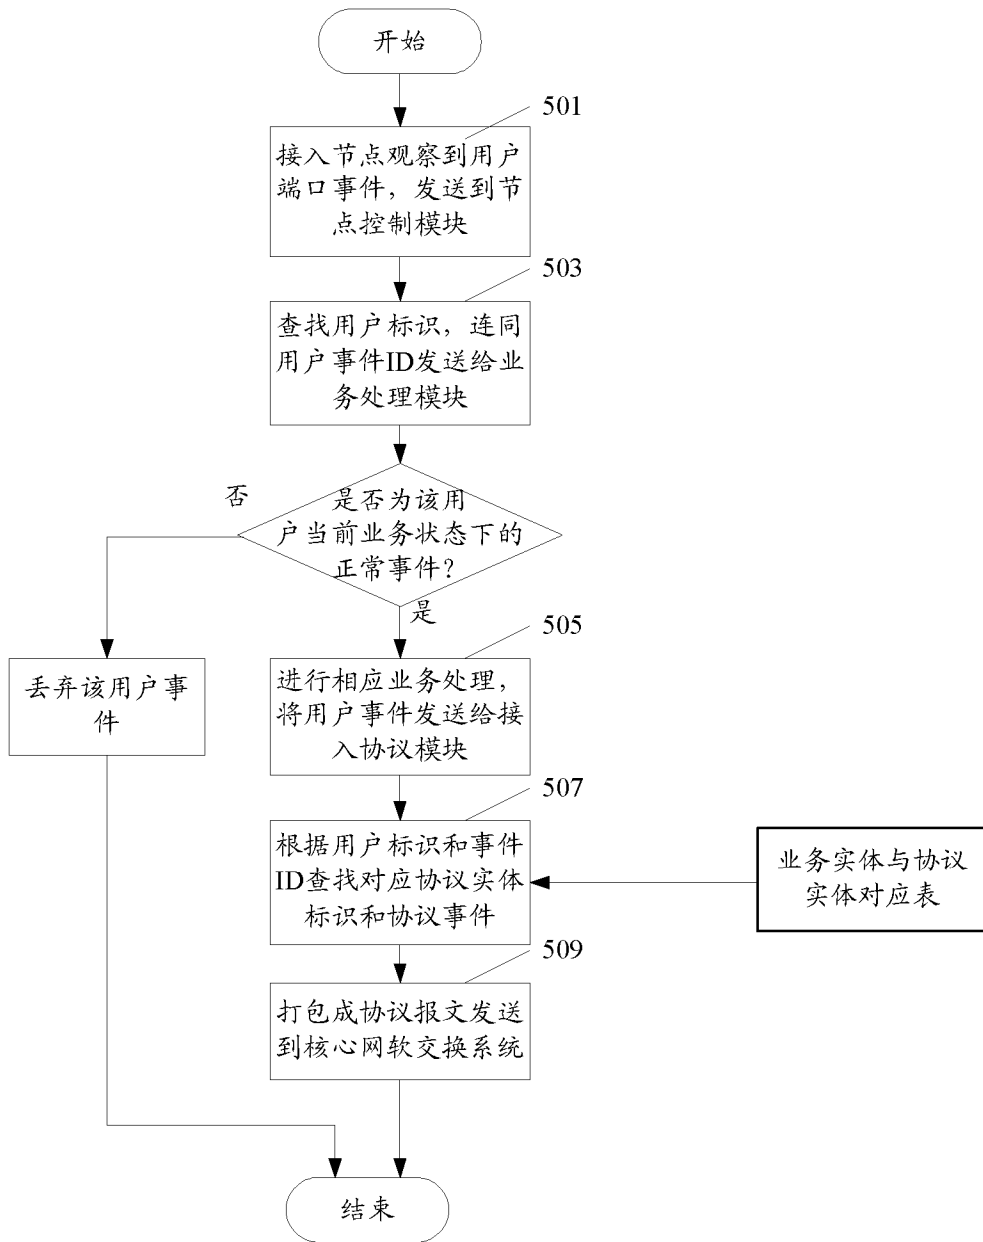 开始
501
接入节点观察到用户
端口事件，发送到节
点控制模块
503
查找用户标识，连同
用户事件ID发送给业
务处理模块
否
是否为该用
户当前业务状态下的
正常事件？
是
505
丢弃该用户事
件
进行相应业务处理，
将用户事件发送给接
入协议模块
507
根据用户标识和事件
ID查找对应协议实体
标识和协议事件
业务实体与协议
实体对应表
509
打包成协议报文发送
到核心网软交换系统
结束